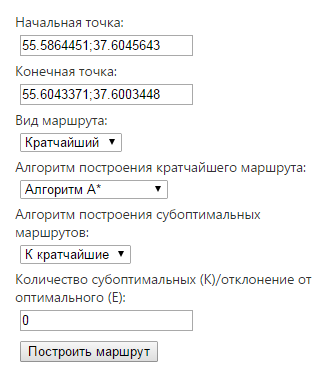 Начальная точка:
55.5864451;37.6045643
Конечная точка:
55.6043371;37.6003448
Вид маршрута:
Кратчайший
Алгоритм построения кратчайшего маршрута:
Алгоритм A*
Алгоритм построения субоптимальных
маршрутов:
К кратчайшие
Количество субоптимальных (К)/отклонение от
оптимального (Е):
0
Построить маршрут